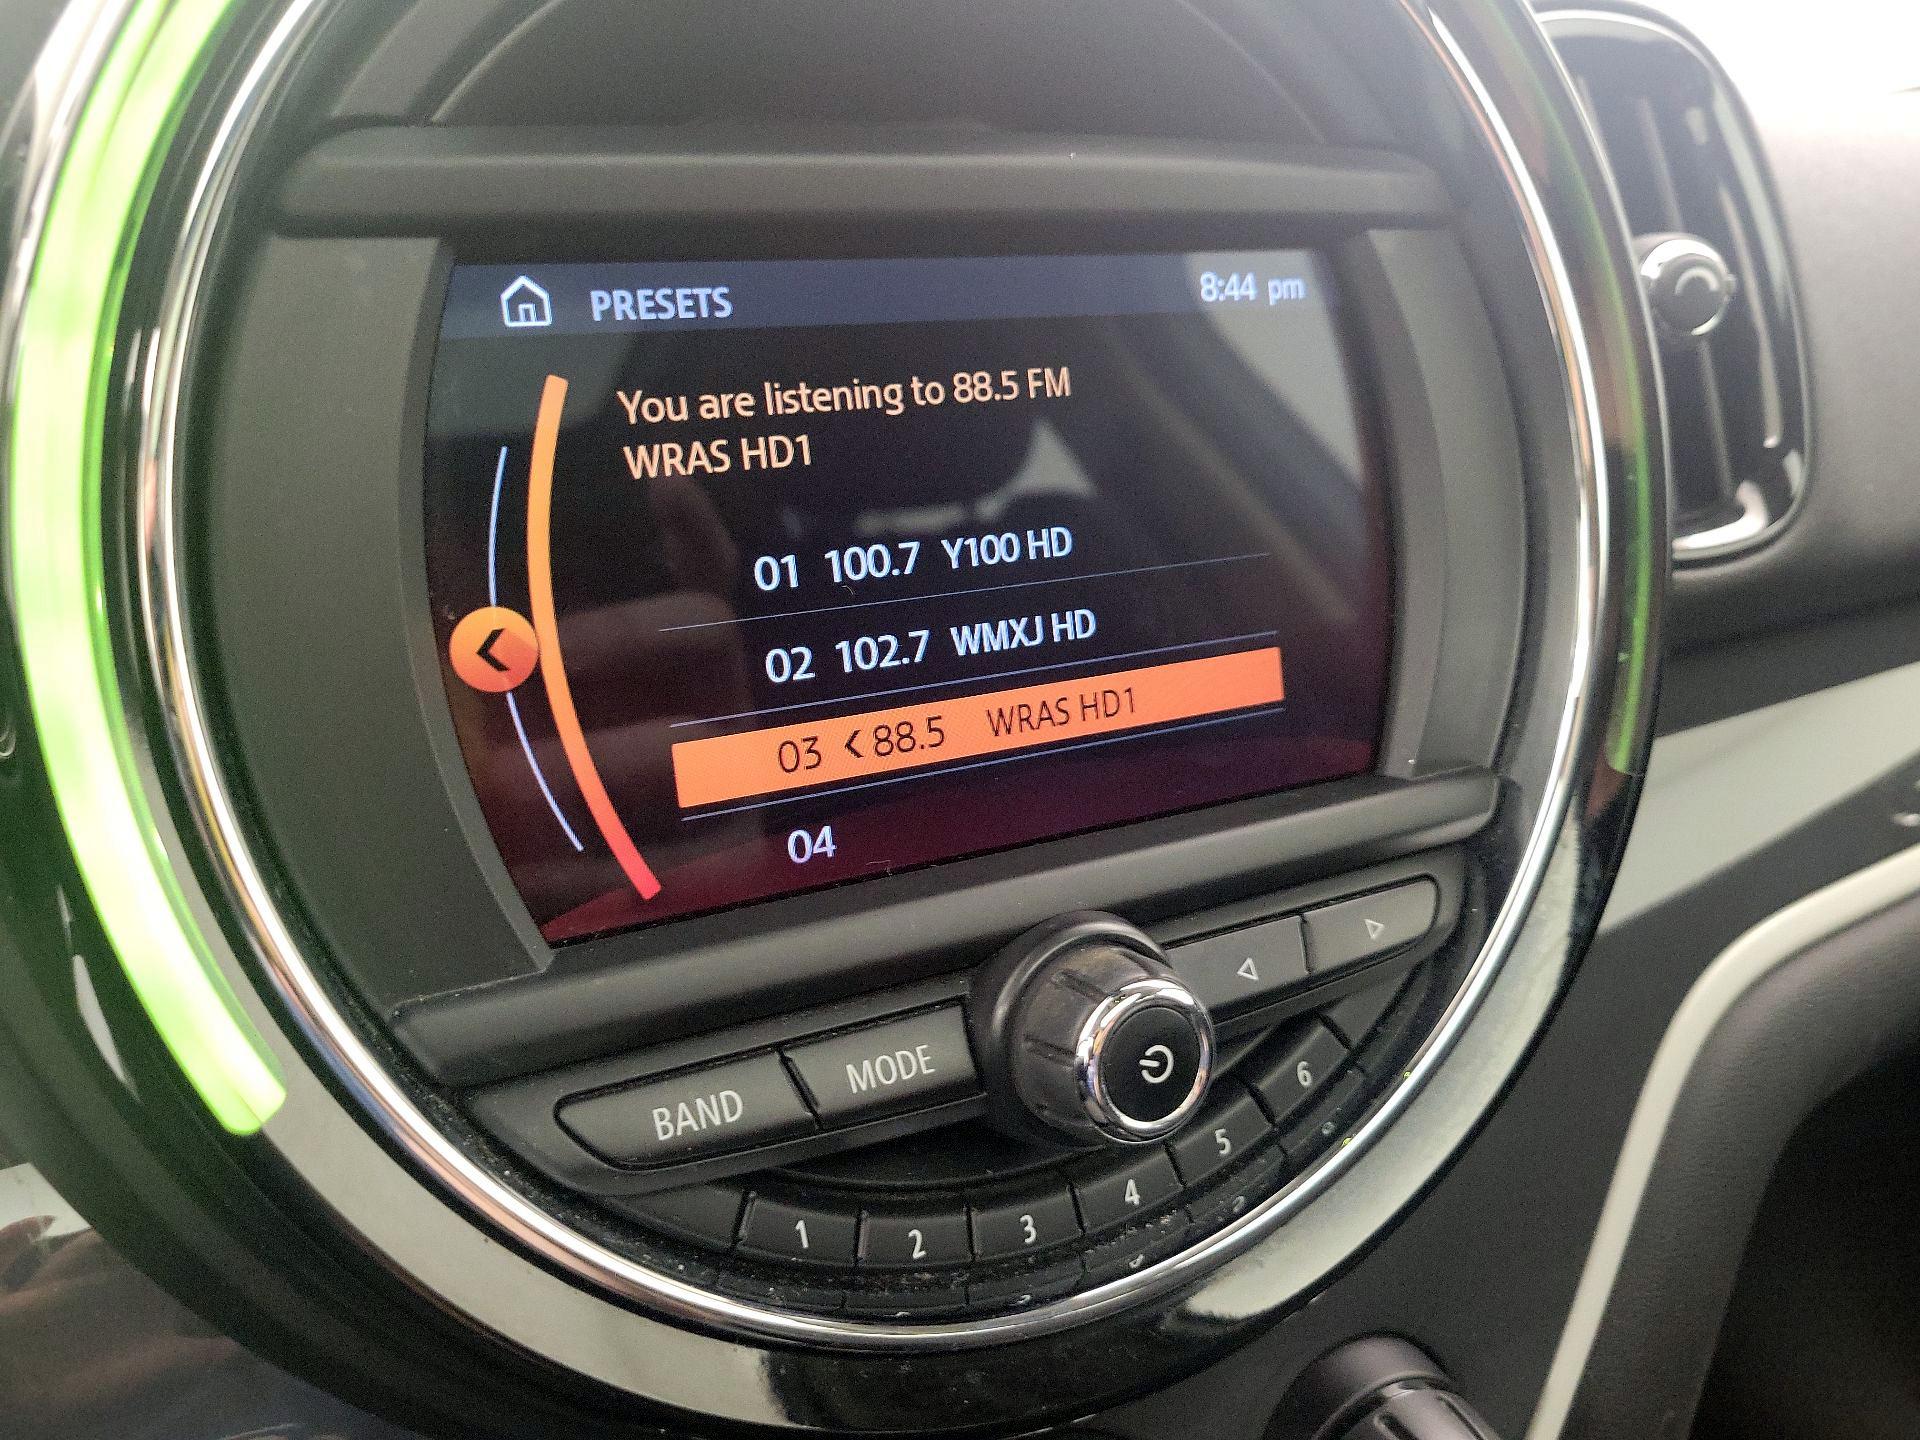 PRESETS 8:44 pm
You are listening to 88.5 FM
WRAS HD1
01 100.7 Y100 HD
02 102.7 WMXJ HD
03 < 88.5 WRAS HD1
04
BAND MODE
1 2 3 4 5 6